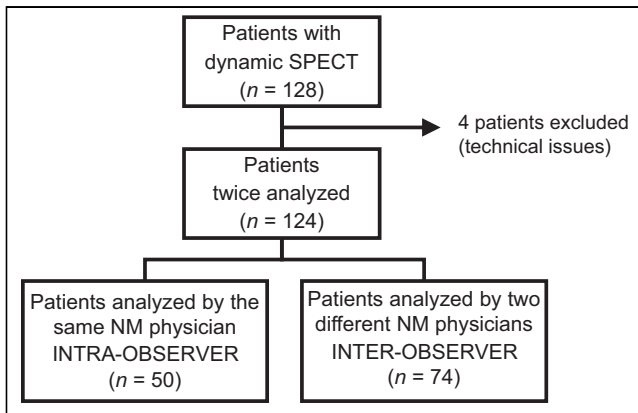 Patients with
dynamic SPECT
(n = 128)
4 patients excluded
(technical issues)
Patients
twice analyzed
(n = 124)
Patients analyzed by the
same NM physician
INTRA-OBSERVER
(n = 50)
Patients analyzed by two
different NM physicians
INTER-OBSERVER
(n = 74)